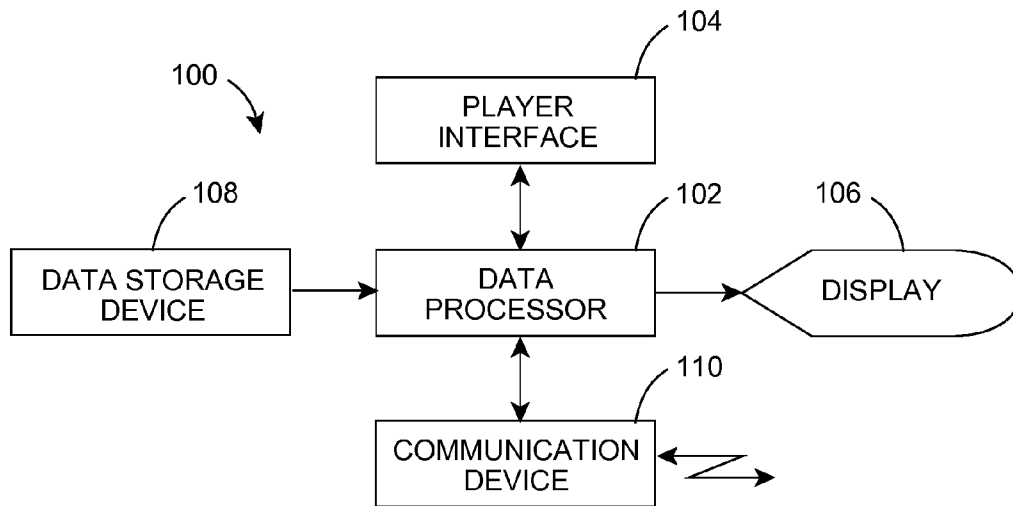 104
100
PLAYER
INTERFACE
108
102
106
DATA STORAGE
DEVICE
DATA
PROCESSOR
DISPLAY
110
COMMUNICATION
DEVICE